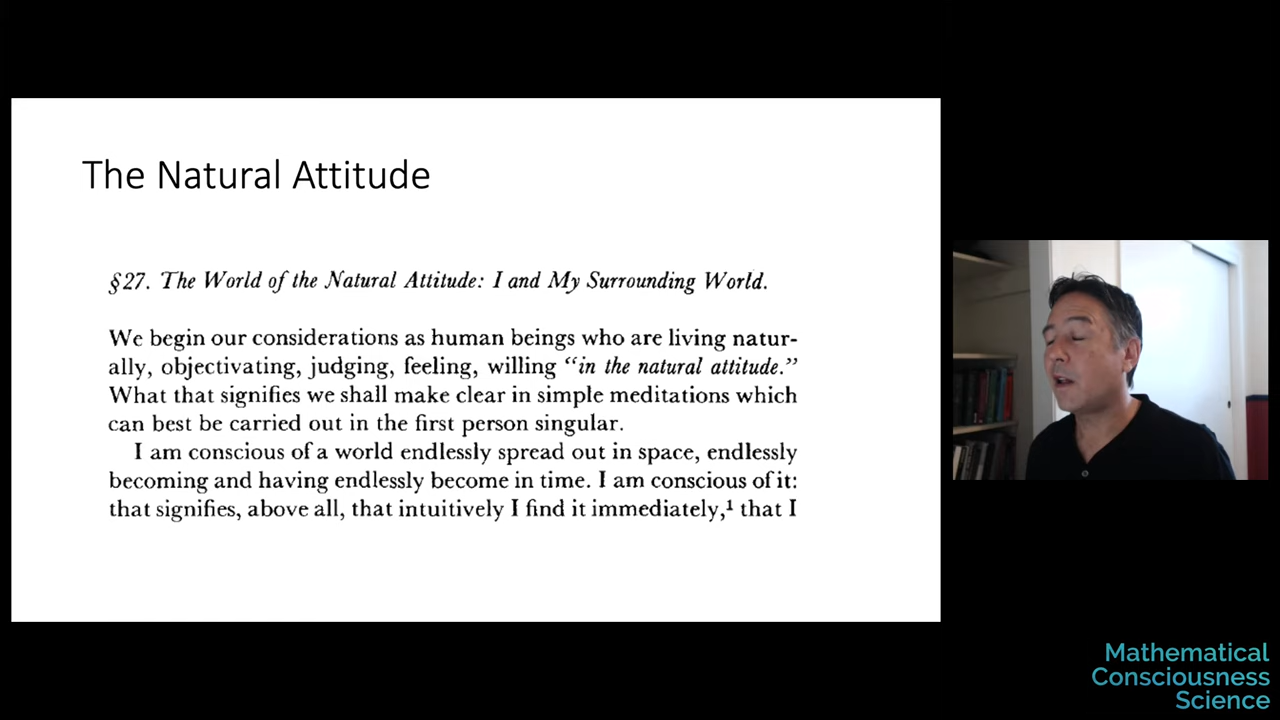 The Natural Attitude
§27. The World of the Natural Attitude: I and My Surrounding World.
We begin our considerations as human beings who are living natur-
ally, objectivating, judging, feeling, willing “in the natural attitude.”
What that signifies we shall make clear in simple meditations which
can best be carried out in the first person singular.
I am conscious of a world endlessly spread out in space, endlessly
becoming and having endlessly become in time. I am conscious of it:
that signifies, above all, that intuitively I find it immediately,¹ that I
Mathematical
Consciousness
Science